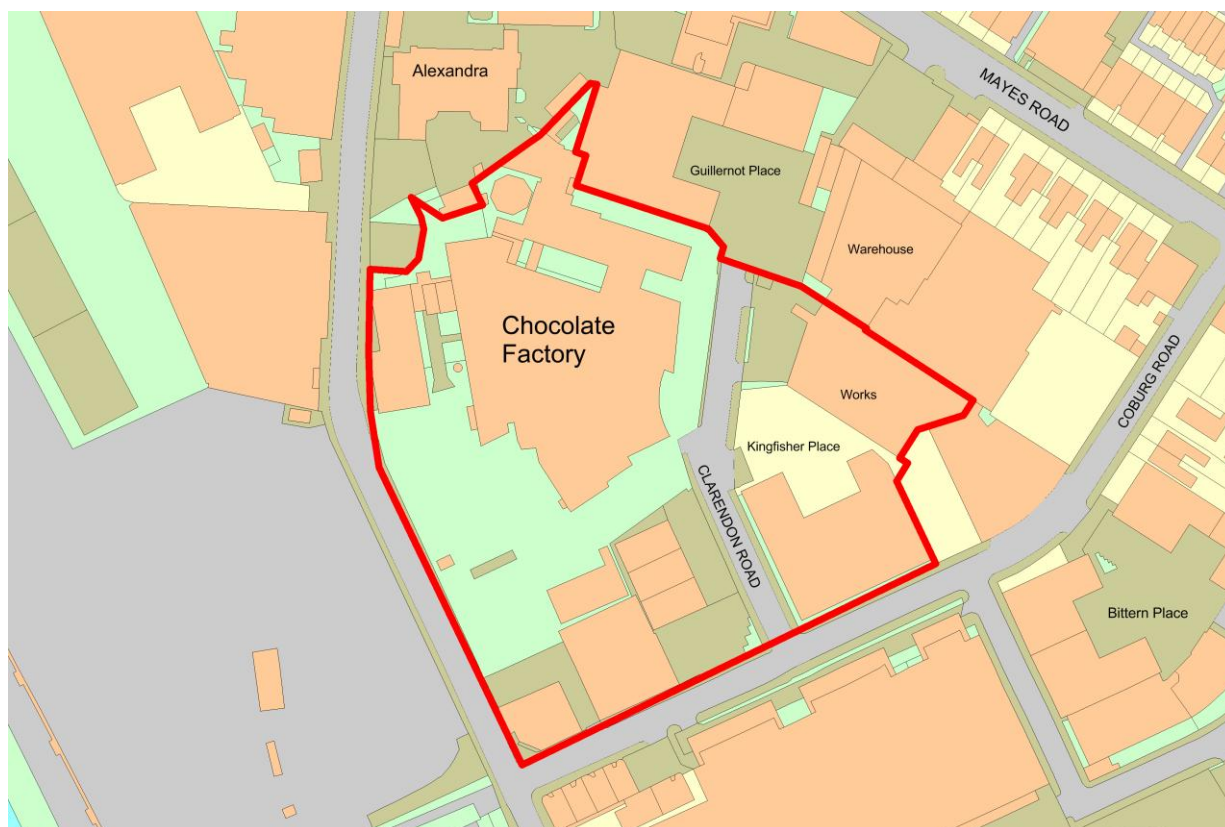 Alexandra
MAYES ROAD
Guillernot Place
Warehouse
Chocolate
Factory
COBURG ROAD
Works
Kingfisher Place
CLARENDON ROAD
Bittern Place